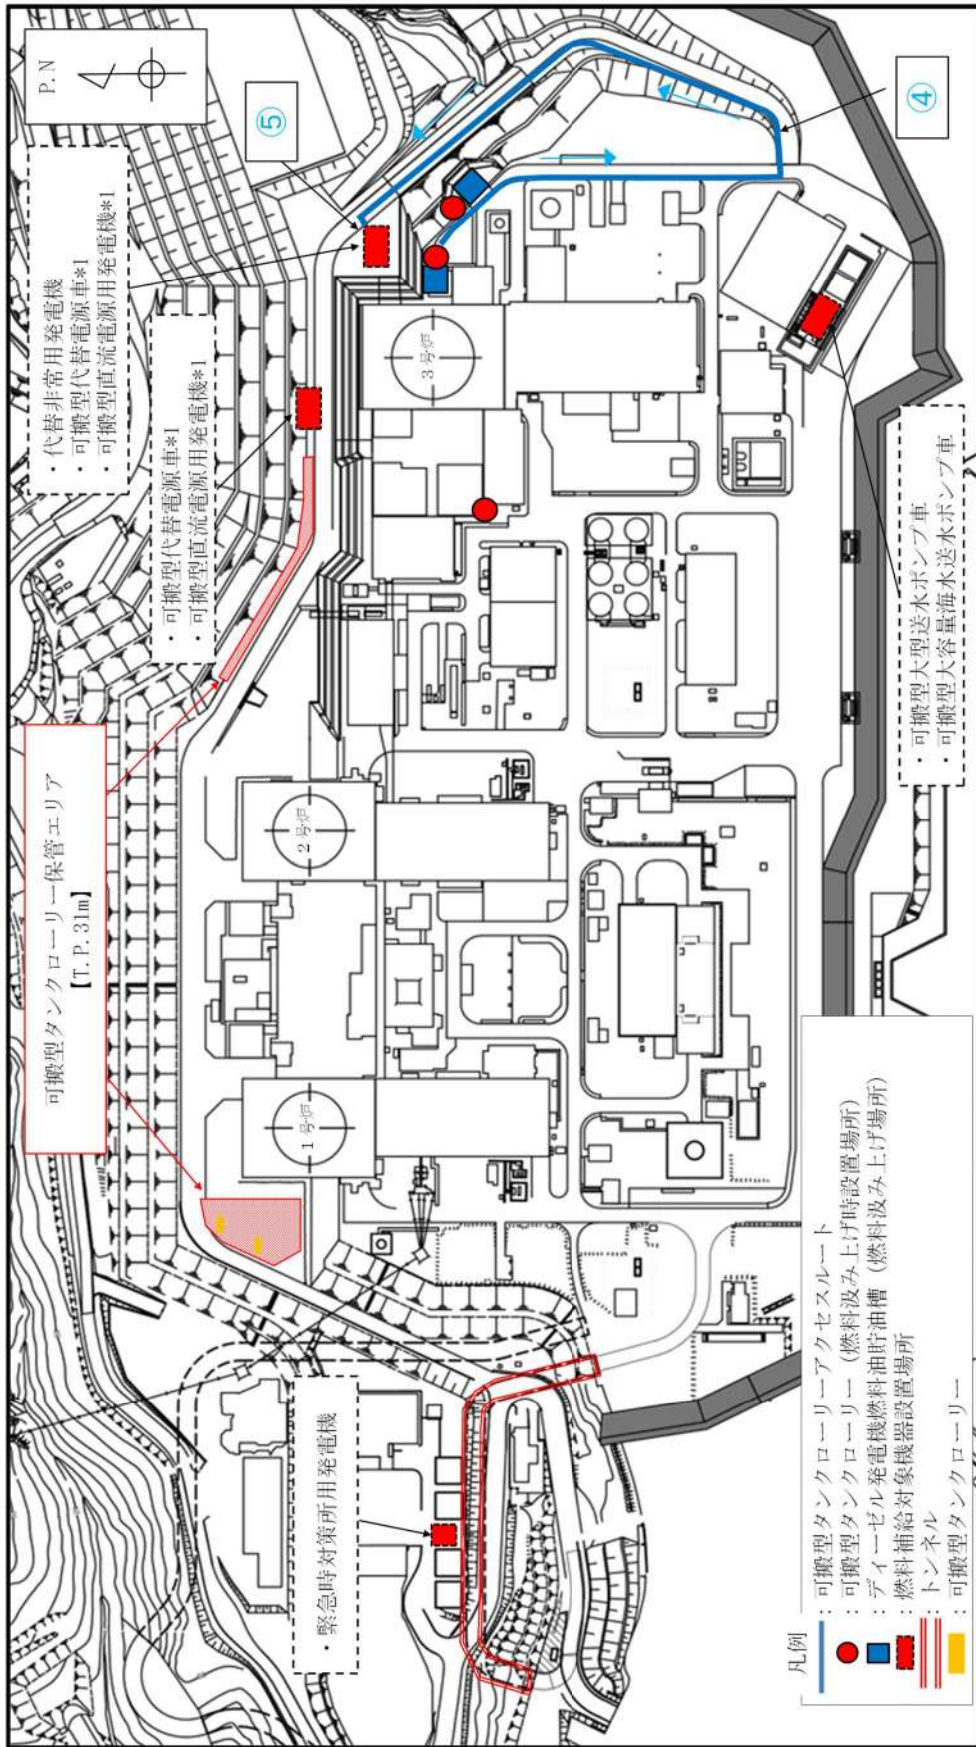 P.N
・代替非常用発電機
・可搬型代替電源車*1
・可搬型直流電源用発電機*1
⑤
・可搬型代替電源車*1
・可搬型直流電源用発電機*1
可搬型タンクローリー保管エリア
【T.P.31m】
④
3号炉
2号炉
1号炉
・緊急時対策所用発電機
・可搬型大型送水ポンプ車
・可搬型大容量海水送水ポンプ車
凡例
：可搬型タンクローリーアクセスルート
：可搬型タンクローリー（燃料汲み上げ時設置場所）
：ディーゼル発電機燃料油貯油槽（燃料汲み上げ場所）
：燃料補給対象機器設置場所
：トンネル
：可搬型タンクローリー